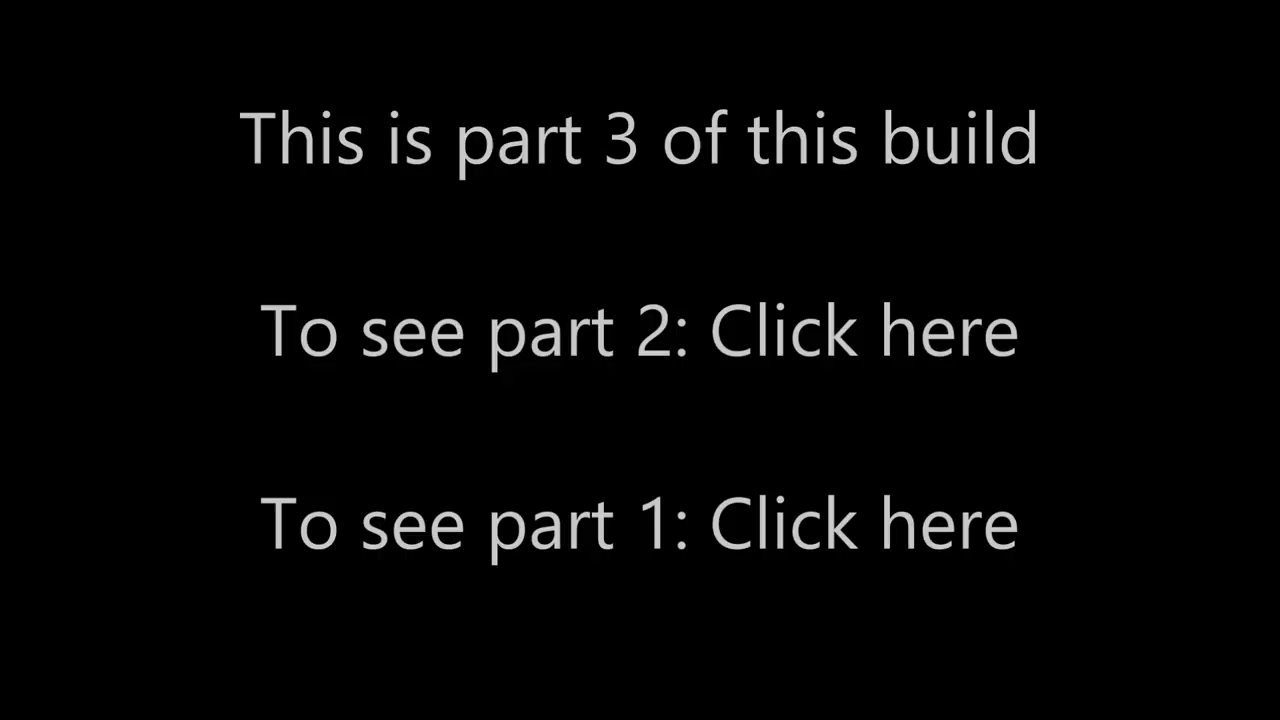 This is part 3 of this build
To see part 2: Click here
To see part 1: Click here